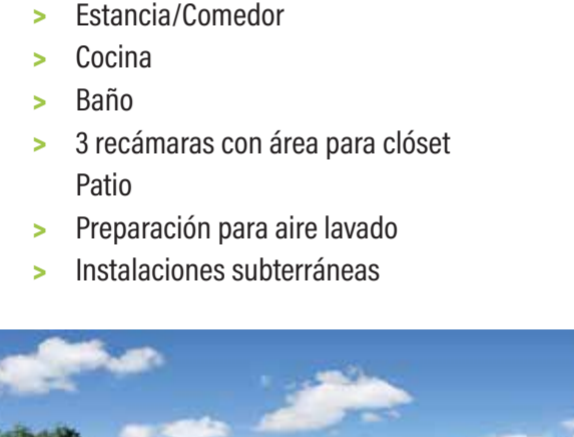 > Estancia/Comedor
> Cocina
> Baño
> 3 recámaras con área para clóset
Patio
> Preparación para aire lavado
> Instalaciones subterráneas